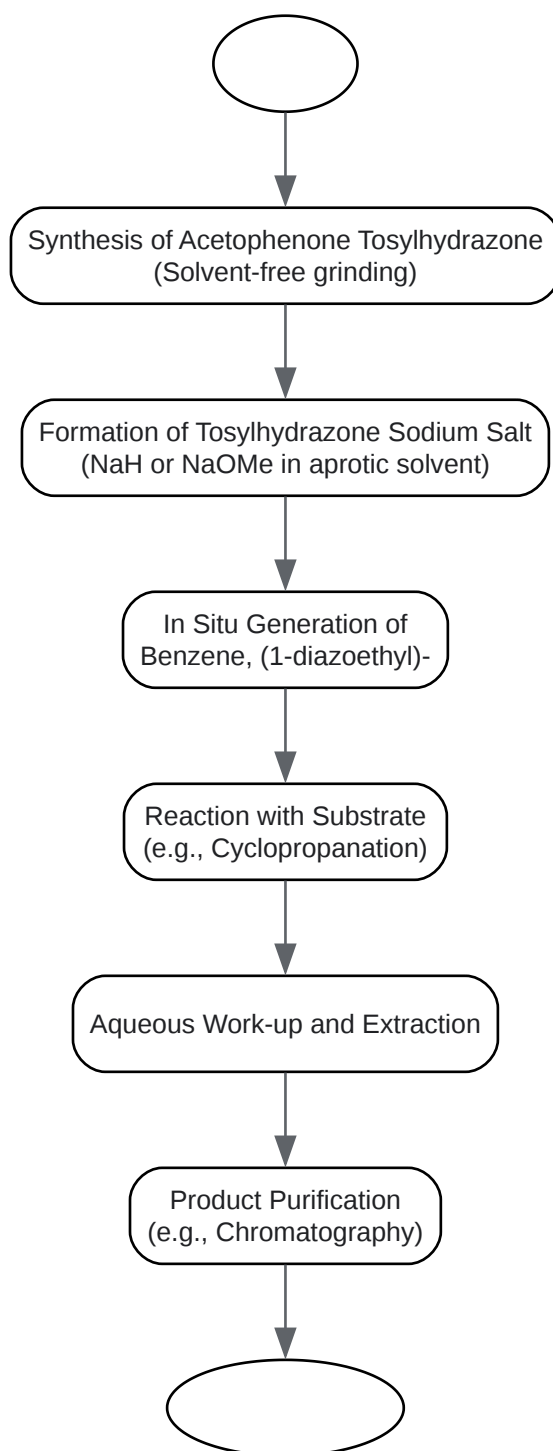 Synthesis of Acetophenone Tosylhydrazone
(Solvent-free grinding)
Formation of Tosylhydrazone Sodium Salt
(NaH or NaOMe in aprotic solvent)
In Situ Generation of
Benzene, (1-diazoethyl)-
Reaction with Substrate
(e.g., Cyclopropanation)
Aqueous Work-up and Extraction
Product Purification
(e.g., Chromatography)